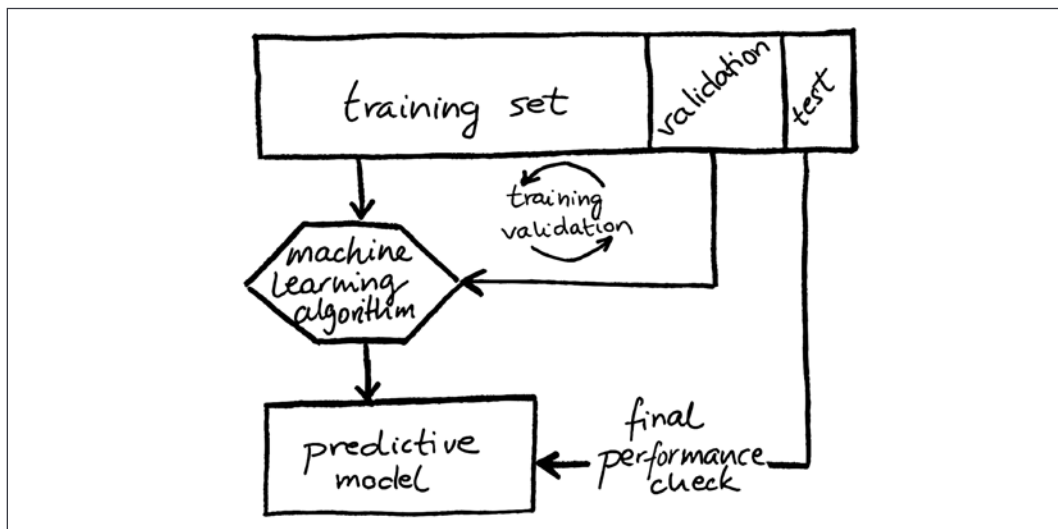 training set
validation
test
training
validation
machine
learning
algorithm
predictive
model
final
performance
check